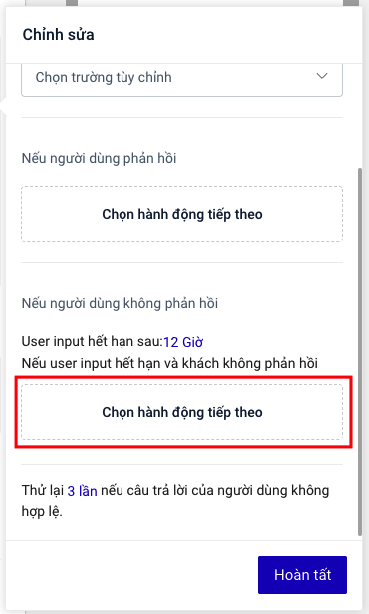 Chỉnh sửa
Chọn trường tùy chỉnh
Nếu người dùng phản hồi
Chọn hành động tiếp theo
Nếu người dùng không phản hồi
User input hết hạn sau:12 Giờ
Nếu user input hết hạn và khách không phản hồi
Chọn hành động tiếp theo
Thử lại 3 lần nếu câu trả lời của người dùng không
hợp lệ.
Hoàn tất